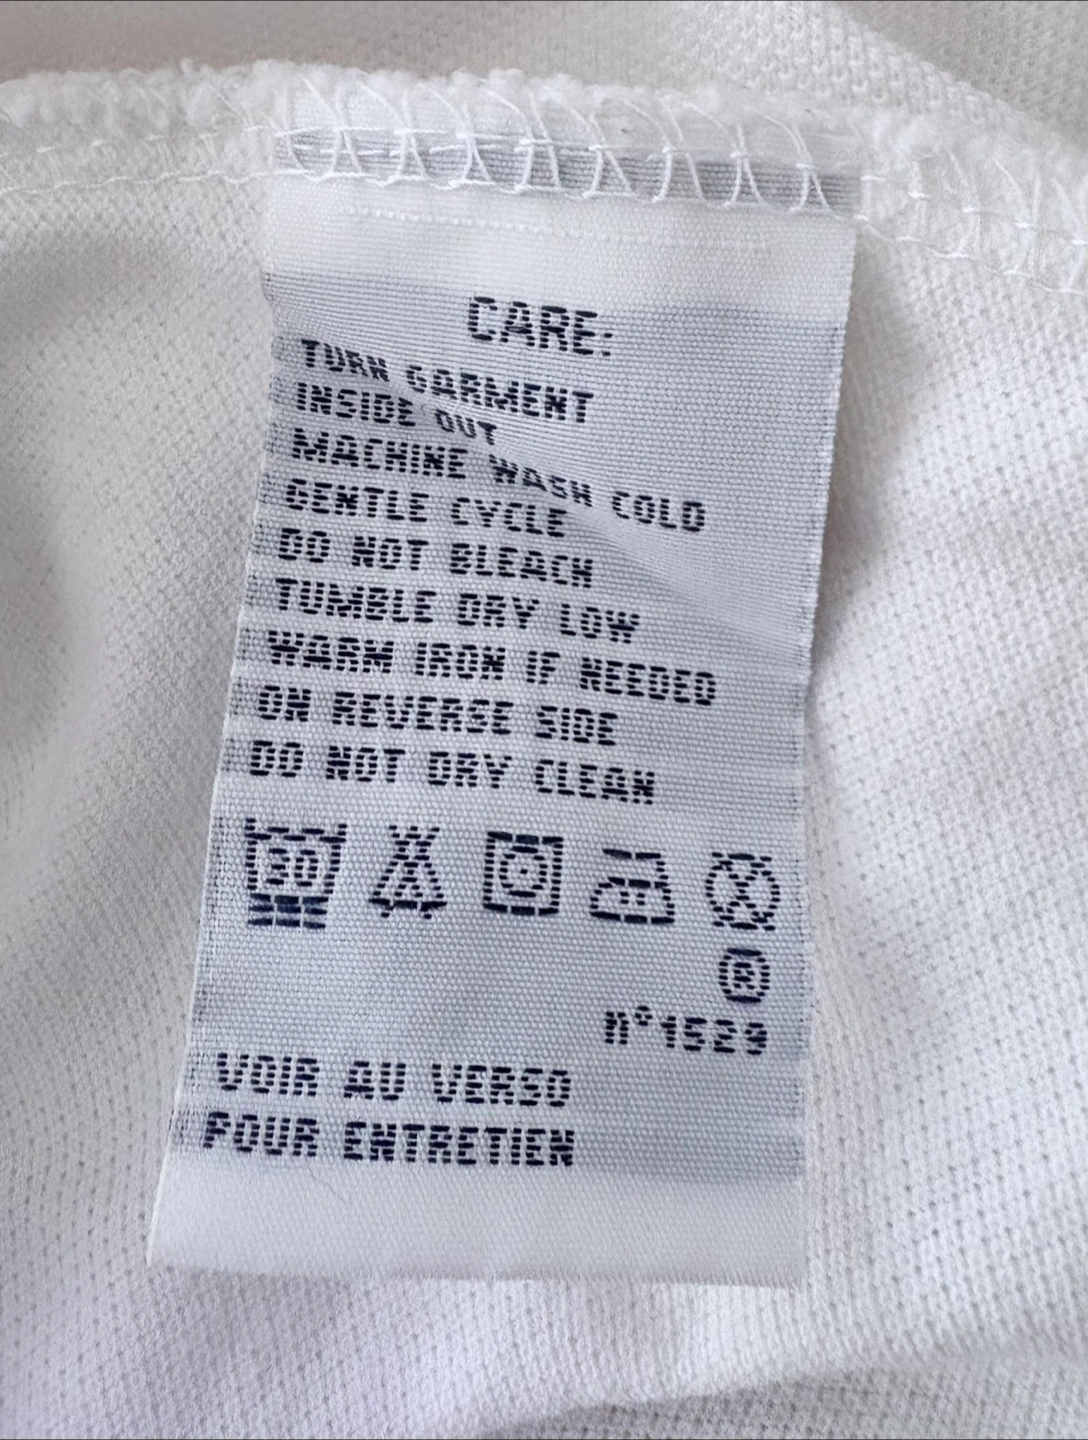 CARE:
TURN GARMENT
INSIDE OUT
MACHINE WASH COLD
GENTLE CYCLE
DO NOT BLEACH
TUMBLE DRY LOW
WARM IRON IF NEEDED
ON REVERSE SIDE
DO NOT DRY CLEAN
30
®
n°1529
VOIR AU VERSO
POUR ENTRETIEN